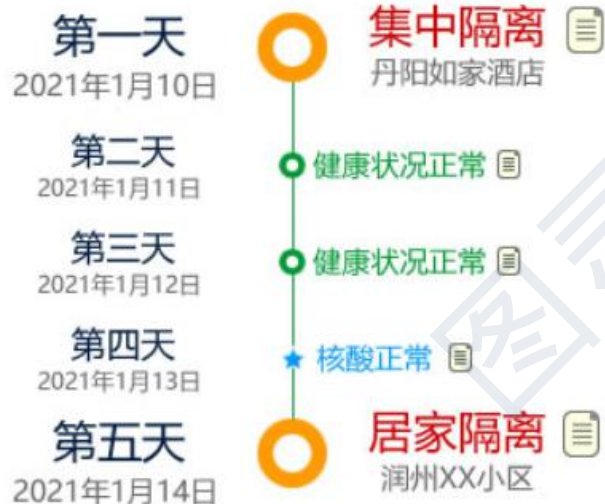 第一天
2021年1月10日
集中隔离
丹阳如家酒店
第二天
2021年1月11日
健康状况正常
第三天
2021年1月12日
健康状况正常
第四天
2021年1月13日
核酸正常
第五天
2021年1月14日
居家隔离
润州XX小区
图灵